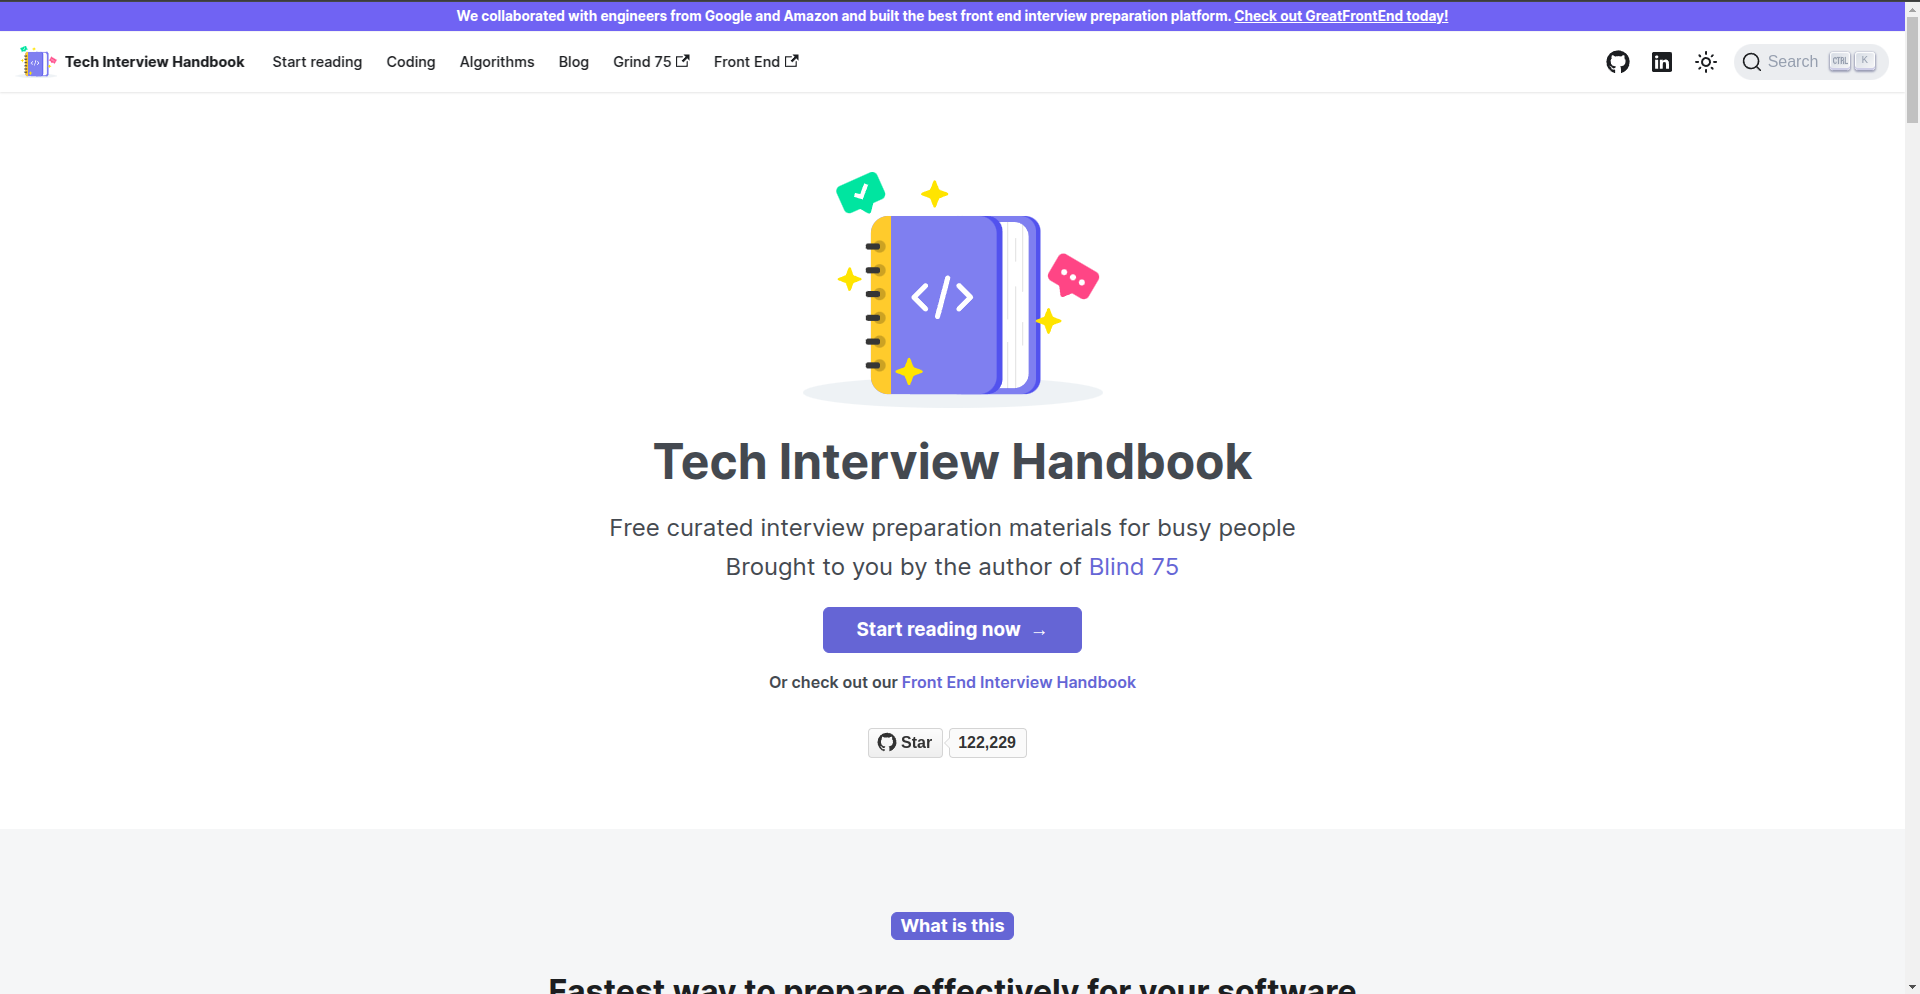 We collaborated with engineers from Google and Amazon and built the best front end interview preparation platform. Check out GreatFrontEnd today!
Tech Interview Handbook Start reading Coding Algorithms Blog Grind 75 Front End Search CTRL K
</>
Tech Interview Handbook
Free curated interview preparation materials for busy people
Brought to you by the author of Blind 75
Start reading now →
Or check out our Front End Interview Handbook
Star 122,229
What is this
Fastest way to prepare effectively for your software